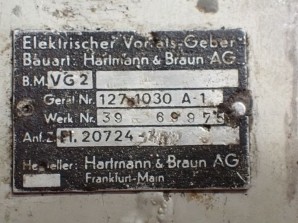 Elektrischer Vorrats-Geber
Bauart: Hartmann & Braun AG
B.M. VG 2
Gerät Nr. 127-1030 A-1
Werk Nr. 39
Anf. Z. Fl. 20724
Hersteller: Hartmann & Braun AG
Frankfurt-Main